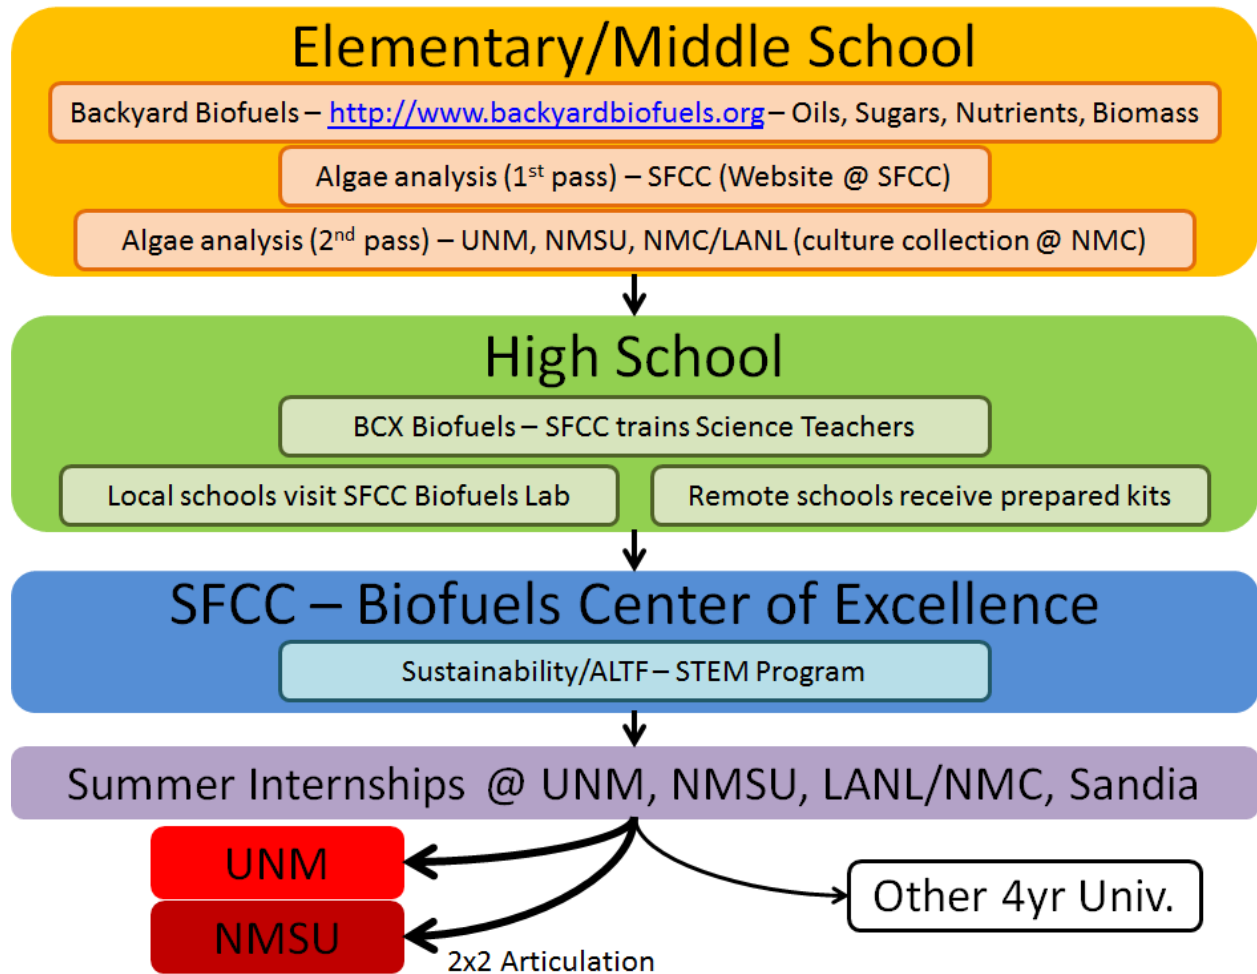 Elementary/Middle School
Backyard Biofuels – http://www.backyardbiofuels.org – Oils, Sugars, Nutrients, Biomass
Algae analysis (1st pass) – SFCC (Website @ SFCC)
Algae analysis (2nd pass) – UNM, NMSU, NMC/LANL (culture collection @ NMC)
High School
BCX Biofuels – SFCC trains Science Teachers
Local schools visit SFCC Biofuels Lab
Remote schools receive prepared kits
SFCC – Biofuels Center of Excellence
Sustainability/ALTF – STEM Program
Summer Internships @ UNM, NMSU, LANL/NMC, Sandia
UNM
Other 4yr Univ.
NMSU
2x2 Articulation